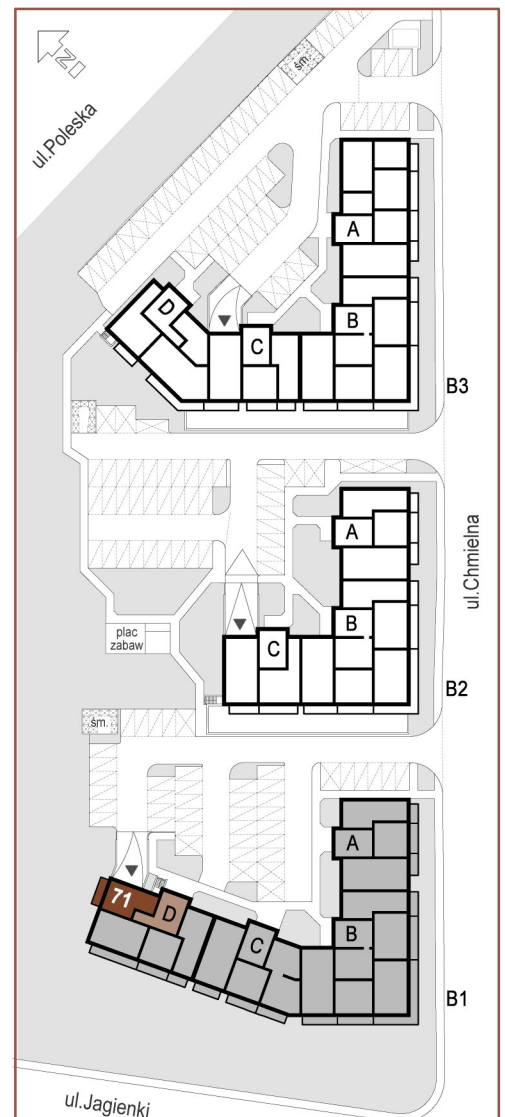 N
ul.Poleska
śm.
A
D
B
C
B3
A
ul.Chmielna
B
plac
zabaw
C
B2
śm.
A
71
D
C
B
B1
ul.Jagienki